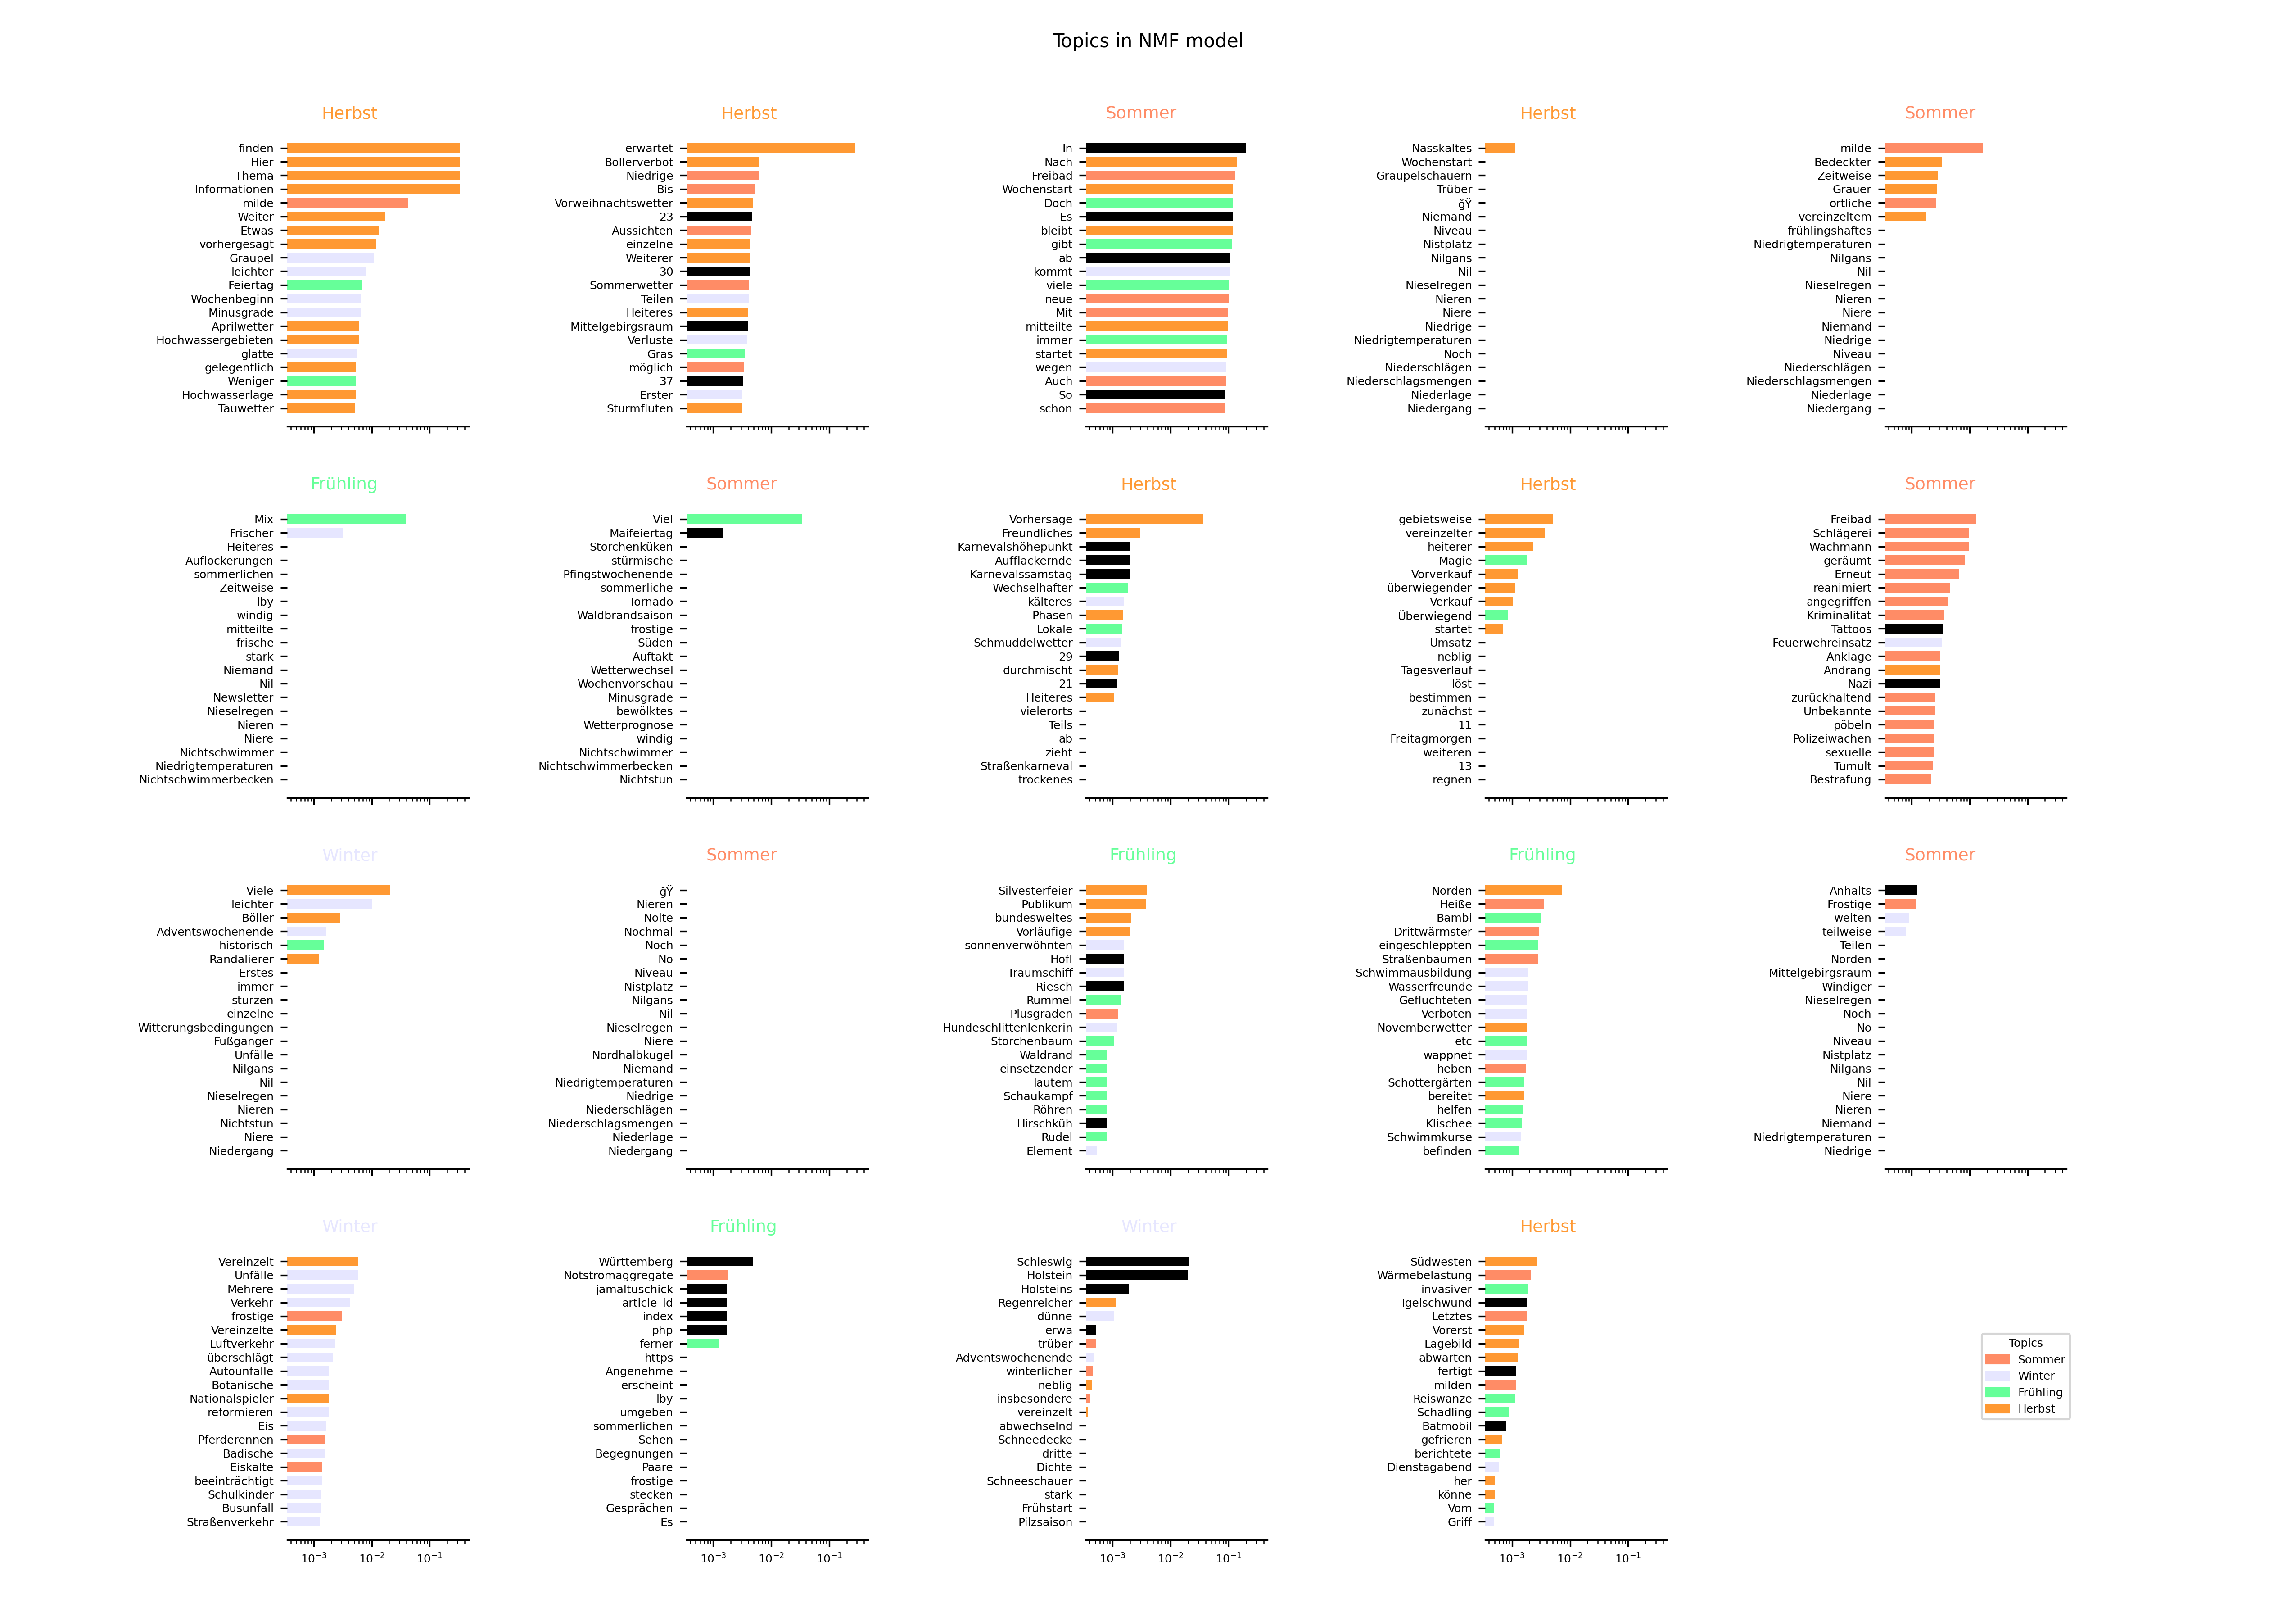 Topics in NMF model
Herbst
finden
Hier
Thema
Informationen
milde
Weiter
Etwas
vorhergesagt
Graupel
leichter
Feiertag
Wochenbeginn
Minusgrade
Aprilwetter
Hochwassergebieten
glatte
gelegentlich
Weniger
Hochwasserlage
Tauwetter
Herbst
erwartet
Böllerverbot
Niedrige
Bis
Vorweihnachtswetter
23
Aussichten
einzelne
Weiterer
30
Sommerwetter
Teilen
Heiteres
Mittelgebirgsraum
Verluste
Gras
möglich
37
Erster
Sturmfluten
Sommer
In
Nach
Freibad
Wochenstart
Doch
Es
bleibt
gibt
ab
kommt
viele
neue
Mit
mitteilte
immer
startet
wegen
Auch
So
schon
Herbst
Nasskaltes
Wochenstart
Graupelschauern
Trüber
ğŸ
Niemand
Niveau
Nistplatz
Nilgans
Nil
Nieselregen
Nieren
Niere
Niedrige
Niedrigtemperaturen
Noch
Niederschlägen
Niederschlagsmengen
Niederlage
Niedergang
Sommer
milde
Bedeckter
Zeitweise
Grauer
örtliche
vereinzeltem
frühlingshaftes
Niedrigtemperaturen
Nilgans
Nil
Nieselregen
Nieren
Niere
Niemand
Niedrige
Niveau
Niederschlägen
Niederschlagsmengen
Niederlage
Niedergang
Frühling
Mix
Frischer
Heiteres
Auflockerungen
sommerlichen
Zeitweise
lby
windig
mitteilte
frische
stark
Niemand
Nil
Newsletter
Nieselregen
Nieren
Niere
Nichtschwimmer
Niedrigtemperaturen
Nichtschwimmerbecken
Sommer
Viel
Maifeiertag
Storchenküken
stürmische
Pfingstwochenende
sommerliche
Tornado
Waldbrandsaison
frostige
Süden
Auftakt
Wetterwechsel
Wochenvorschau
Minusgrade
bewölktes
Wetterprognose
windig
Nichtschwimmer
Nichtschwimmerbecken
Nichtstun
Herbst
Vorhersage
Freundliches
Karnevalshöhepunkt
Aufflackernde
Karnevalssamstag
Wechselhafter
kälteres
Phasen
Lokale
Schmuddelwetter
29
durchmischt
21
Heiteres
vielerorts
Teils
ab
zieht
Straßenkarneval
trockenes
Herbst
gebietsweise
vereinzelter
heiterer
Magie
Vorverkauf
überwiegender
Verkauf
Überwiegend
startet
Umsatz
neblig
Tagesverlauf
löst
bestimmen
zunächst
11
Freitagmorgen
weiteren
13
regnen
Sommer
Freibad
Schlägerei
Wachmann
geräumt
Erneut
reanimiert
angegriffen
Kriminalität
Tattoos
Feuerwehreinsatz
Anklage
Andrang
Nazi
zurückhaltend
Unbekannte
pöbeln
Polizeiwachen
sexuelle
Tumult
Bestrafung
Winter
Viele
leichter
Böller
Adventswochenende
historisch
Randalierer
Erstes
immer
stürzen
einzelne
Witterungsbedingungen
Fußgänger
Unfälle
Nilgans
Nil
Nieselregen
Nieren
Nichtstun
Niere
Niedergang
Sommer
ğŸ
Nieren
Nolte
Nochmal
Noch
No
Niveau
Nistplatz
Nilgans
Nil
Nieselregen
Niere
Nordhalbkugel
Niemand
Niedrigtemperaturen
Niedrige
Niederschlägen
Niederschlagsmengen
Niederlage
Niedergang
Frühling
Silvesterfeier
Publikum
bundesweites
Vorläufige
sonnenverwöhnten
Höfl
Traumschiff
Riesch
Rummel
Plusgraden
Hundeschlittenlenkerin
Storchenbaum
Waldrand
einsetzender
lautem
Schaukampf
Röhren
Hirschküh
Rudel
Element
Frühling
Norden
Heiße
Bambi
Drittwärmster
eingeschleppten
Straßenbäumen
Schwimmausbildung
Wasserfreunde
Geflüchteten
Verboten
Novemberwetter
etc
wappnet
heben
Schottergärten
bereitet
helfen
Klischee
Schwimmkurse
befinden
Sommer
Anhalts
Frostige
weiten
teilweise
Teilen
Norden
Mittelgebirgsraum
Windiger
Nieselregen
Noch
No
Niveau
Nistplatz
Nilgans
Nil
Niere
Nieren
Niemand
Niedrigtemperaturen
Niedrige
Winter
Vereinzelt
Unfälle
Mehrere
Verkehr
frostige
Vereinzelte
Luftverkehr
überschlägt
Autounfälle
Botanische
Nationalspieler
reformieren
Eis
Pferderennen
Badische
Eiskalte
beeinträchtigt
Schulkinder
Busunfall
Straßenverkehr
10⁻³ 10⁻² 10⁻¹
Frühling
Württemberg
Notstromaggregate
jamaltuschick
article_id
index
php
ferner
https
Angenehme
erscheint
lby
umgeben
sommerlichen
Sehen
Begegnungen
Paare
frostige
stecken
Gesprächen
Es
10⁻³ 10⁻² 10⁻¹
Winter
Schleswig
Holstein
Holsteins
Regenreicher
dünne
erwa
trüber
Adventswochenende
winterlicher
neblig
insbesondere
vereinzelt
abwechselnd
Schneedecke
dritte
Dichte
Schneeschauer
stark
Frühstart
Pilzsaison
10⁻³ 10⁻² 10⁻¹
Herbst
Südwesten
Wärmebelastung
invasiver
Igelschwund
Letztes
Vorerst
Lagebild
abwarten
fertigt
milden
Reiswanze
Schädling
Batmobil
gefrieren
berichtete
Dienstagabend
her
könne
Vom
Griff
10⁻³ 10⁻² 10⁻¹
Topics
Sommer
Winter
Frühling
Herbst